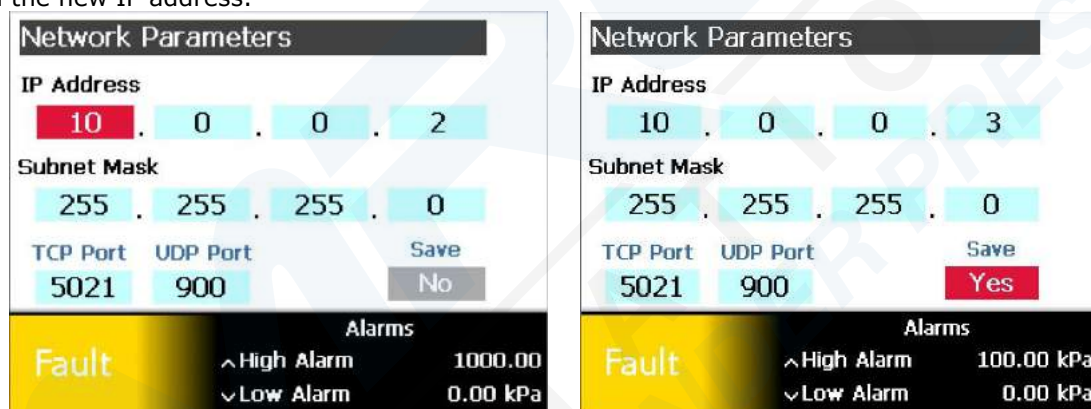 the new IP address.
Network Parameters
IP Address
10 . 0 . 0 . 2
Subnet Mask
255 . 255 . 255 . 0
TCP Port UDP Port Save
5021 900 No
Alarms
Fault
^High Alarm 1000.00
vLow Alarm 0.00 kPa
Network Parameters
IP Address
10 . 0 . 0 . 3
Subnet Mask
255 . 255 . 255 . 0
TCP Port UDP Port Save
5021 900 Yes
Alarms
Fault
^High Alarm 100.00 kPa
vLow Alarm 0.00 kPa